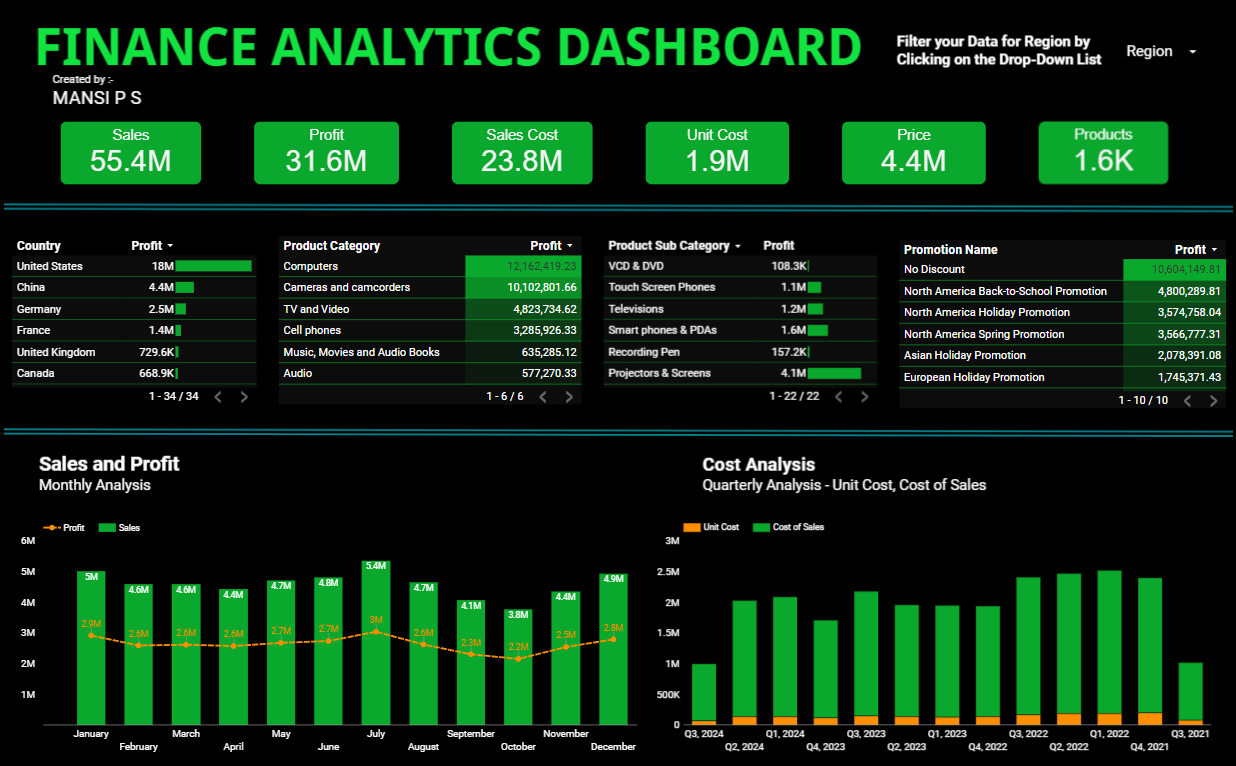 FINANCE ANALYTICS DASHBOARD
Filter your Data for Region by
Clicking on the Drop-Down List
Region
Created by :-
MANSI P S
Sales
55.4M
Profit
31.6M
Sales Cost
23.8M
Unit Cost
1.9M
Price
4.4M
Products
1.6K
Country Profit
United States 18M
China 4.4M
Germany 2.5M
France 1.4M
United Kingdom 729.6K
Canada 668.9K
1 - 34 / 34
Product Category Profit
Computers 12,162,419.23
Cameras and camcorders 10,102,801.66
TV and Video 4,823,734.62
Cell phones 3,285,926.33
Music, Movies and Audio Books 635,285.12
Audio 577,270.33
1 - 6 / 6
Product Sub Category Profit
VCD & DVD 108.3K
Touch Screen Phones 1.1M
Televisions 1.2M
Smart phones & PDAs 1.6M
Recording Pen 157.2K
Projectors & Screens 4.1M
1 - 22 / 22
Promotion Name Profit
No Discount 10,604,149.81
North America Back-to-School Promotion 4,800,289.81
North America Holiday Promotion 3,574,758.04
North America Spring Promotion 3,566,777.31
Asian Holiday Promotion 2,078,391.08
European Holiday Promotion 1,745,371.43
1 - 10 / 10
Sales and Profit
Monthly Analysis
Profit Sales
6M
5M
4M
3M
2M
1M
5M 4.6M 4.6M 4.4M 4.7M 4.8M 5.4M 4.7M 4.1M 3.8M 4.4M 4.9M
2.9M 2.6M 2.6M 2.6M 2.7M 2.7M 3M 2.6M 2.3M 2.2M 2.5M 2.8M
January March May July September November
February April June August October December
Cost Analysis
Quarterly Analysis - Unit Cost, Cost of Sales
Unit Cost Cost of Sales
3M
2.5M
2M
1.5M
1M
500K
0
Q3, 2024 Q1, 2024 Q3, 2023 Q1, 2023 Q3, 2022 Q1, 2022 Q3, 2021
Q2, 2024 Q4, 2023 Q2, 2023 Q4, 2022 Q2, 2022 Q4, 2021